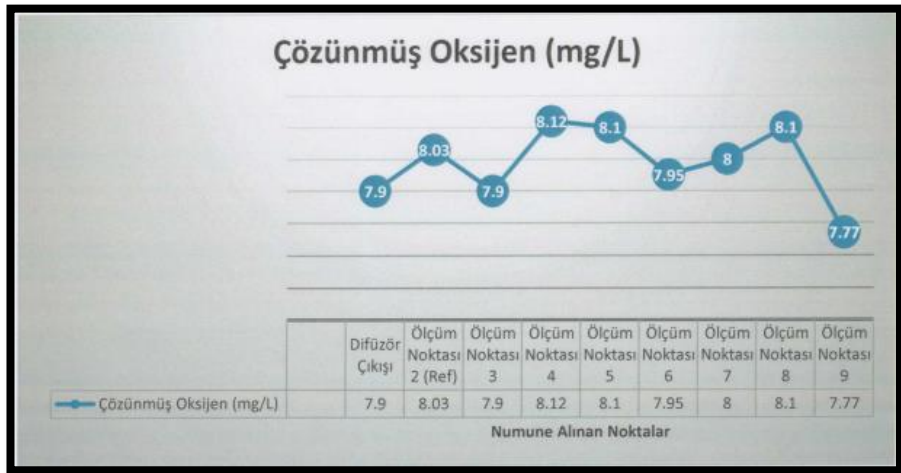 Çözünmüş Oksijen (mg/L)
7.9
8.03
7.9
8.12
8.1
7.95
8
8.1
7.77
Difüzör Çıkışı
Ölçüm Noktası 2 (Ref)
Ölçüm Noktası 3
Ölçüm Noktası 4
Ölçüm Noktası 5
Ölçüm Noktası 6
Ölçüm Noktası 7
Ölçüm Noktası 8
Ölçüm Noktası 9
Çözünmüş Oksijen (mg/L) 7.9 8.03 7.9 8.12 8.1 7.95 8 8.1 7.77
Numune Alınan Noktalar